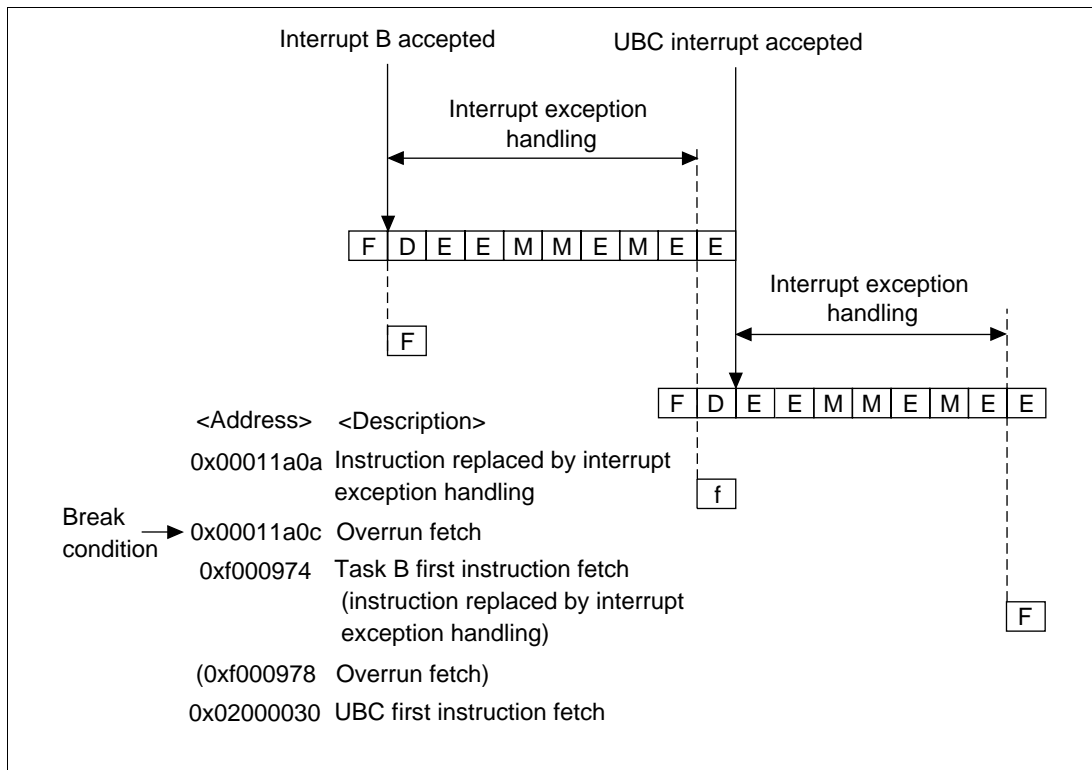 Interrupt B accepted
UBC interrupt accepted
Interrupt exception
handling
F D E E M M E M E E
Interrupt exception
handling
F
F D E E M M E M E E
<Address> <Description>
0x00011a0a Instruction replaced by interrupt
exception handling
f
Break
condition
0x00011a0c Overrun fetch
0xf000974 Task B first instruction fetch
(instruction replaced by interrupt
exception handling)
F
(0xf000978 Overrun fetch)
0x02000030 UBC first instruction fetch